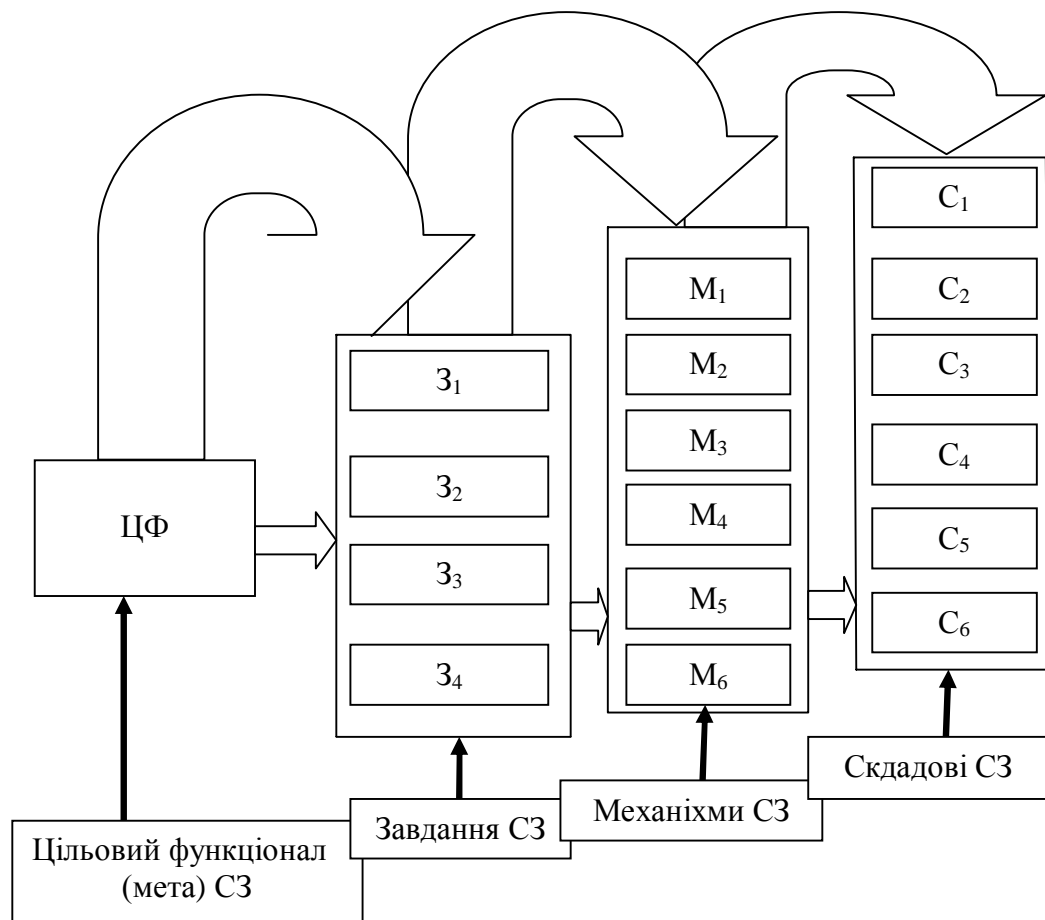 ЦФ
З₁
З₂
З₃
З₄
М₁
М₂
М₃
М₄
М₅
М₆
С₁
С₂
С₃
С₄
С₅
С₆
Цільовий функціонал
(мета) СЗ
Завдання СЗ
Механіхми СЗ
Скдадові СЗ